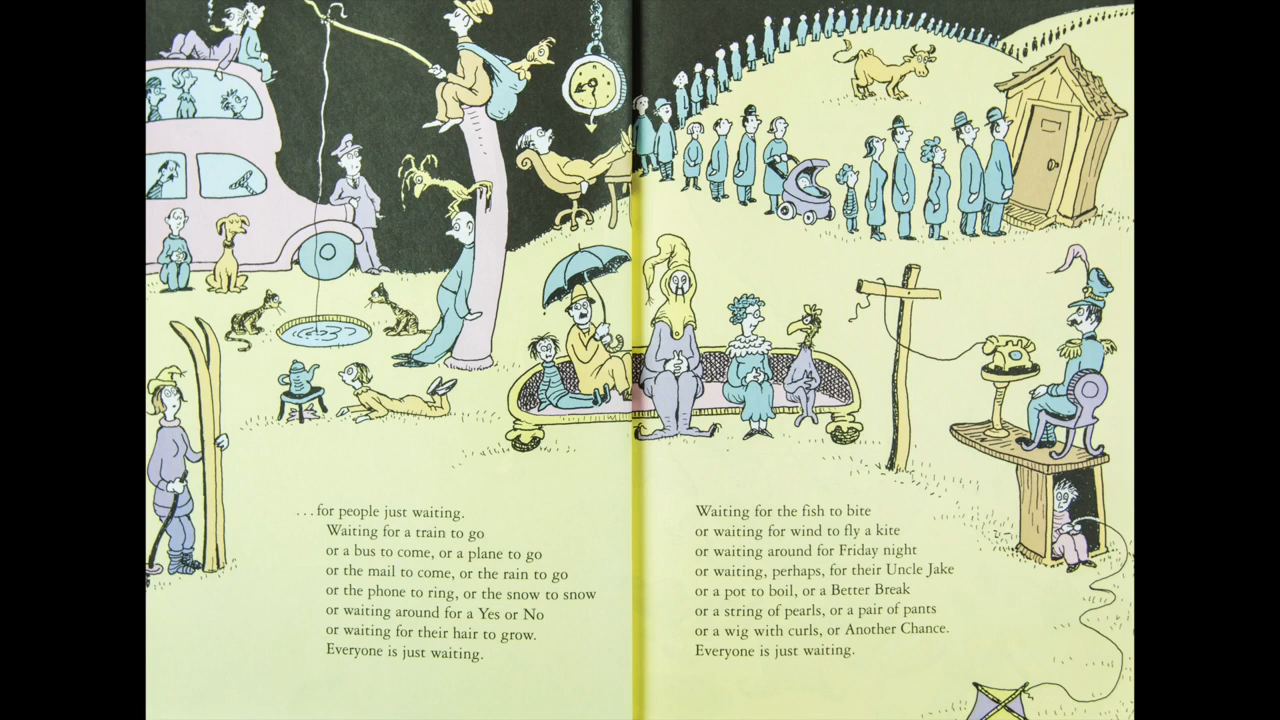 ...for people just waiting.
Waiting for a train to go
or a bus to come, or a plane to go
or the mail to come, or the rain to go
or the phone to ring, or the snow to snow
or waiting around for a Yes or No
or waiting for their hair to grow.
Everyone is just waiting.
Waiting for the fish to bite
or waiting for wind to fly a kite
or waiting around for Friday night
or waiting, perhaps, for their Uncle Jake
or a pot to boil, or a Better Break
or a string of pearls, or a pair of pants
or a wig with curls, or Another Chance.
Everyone is just waiting.